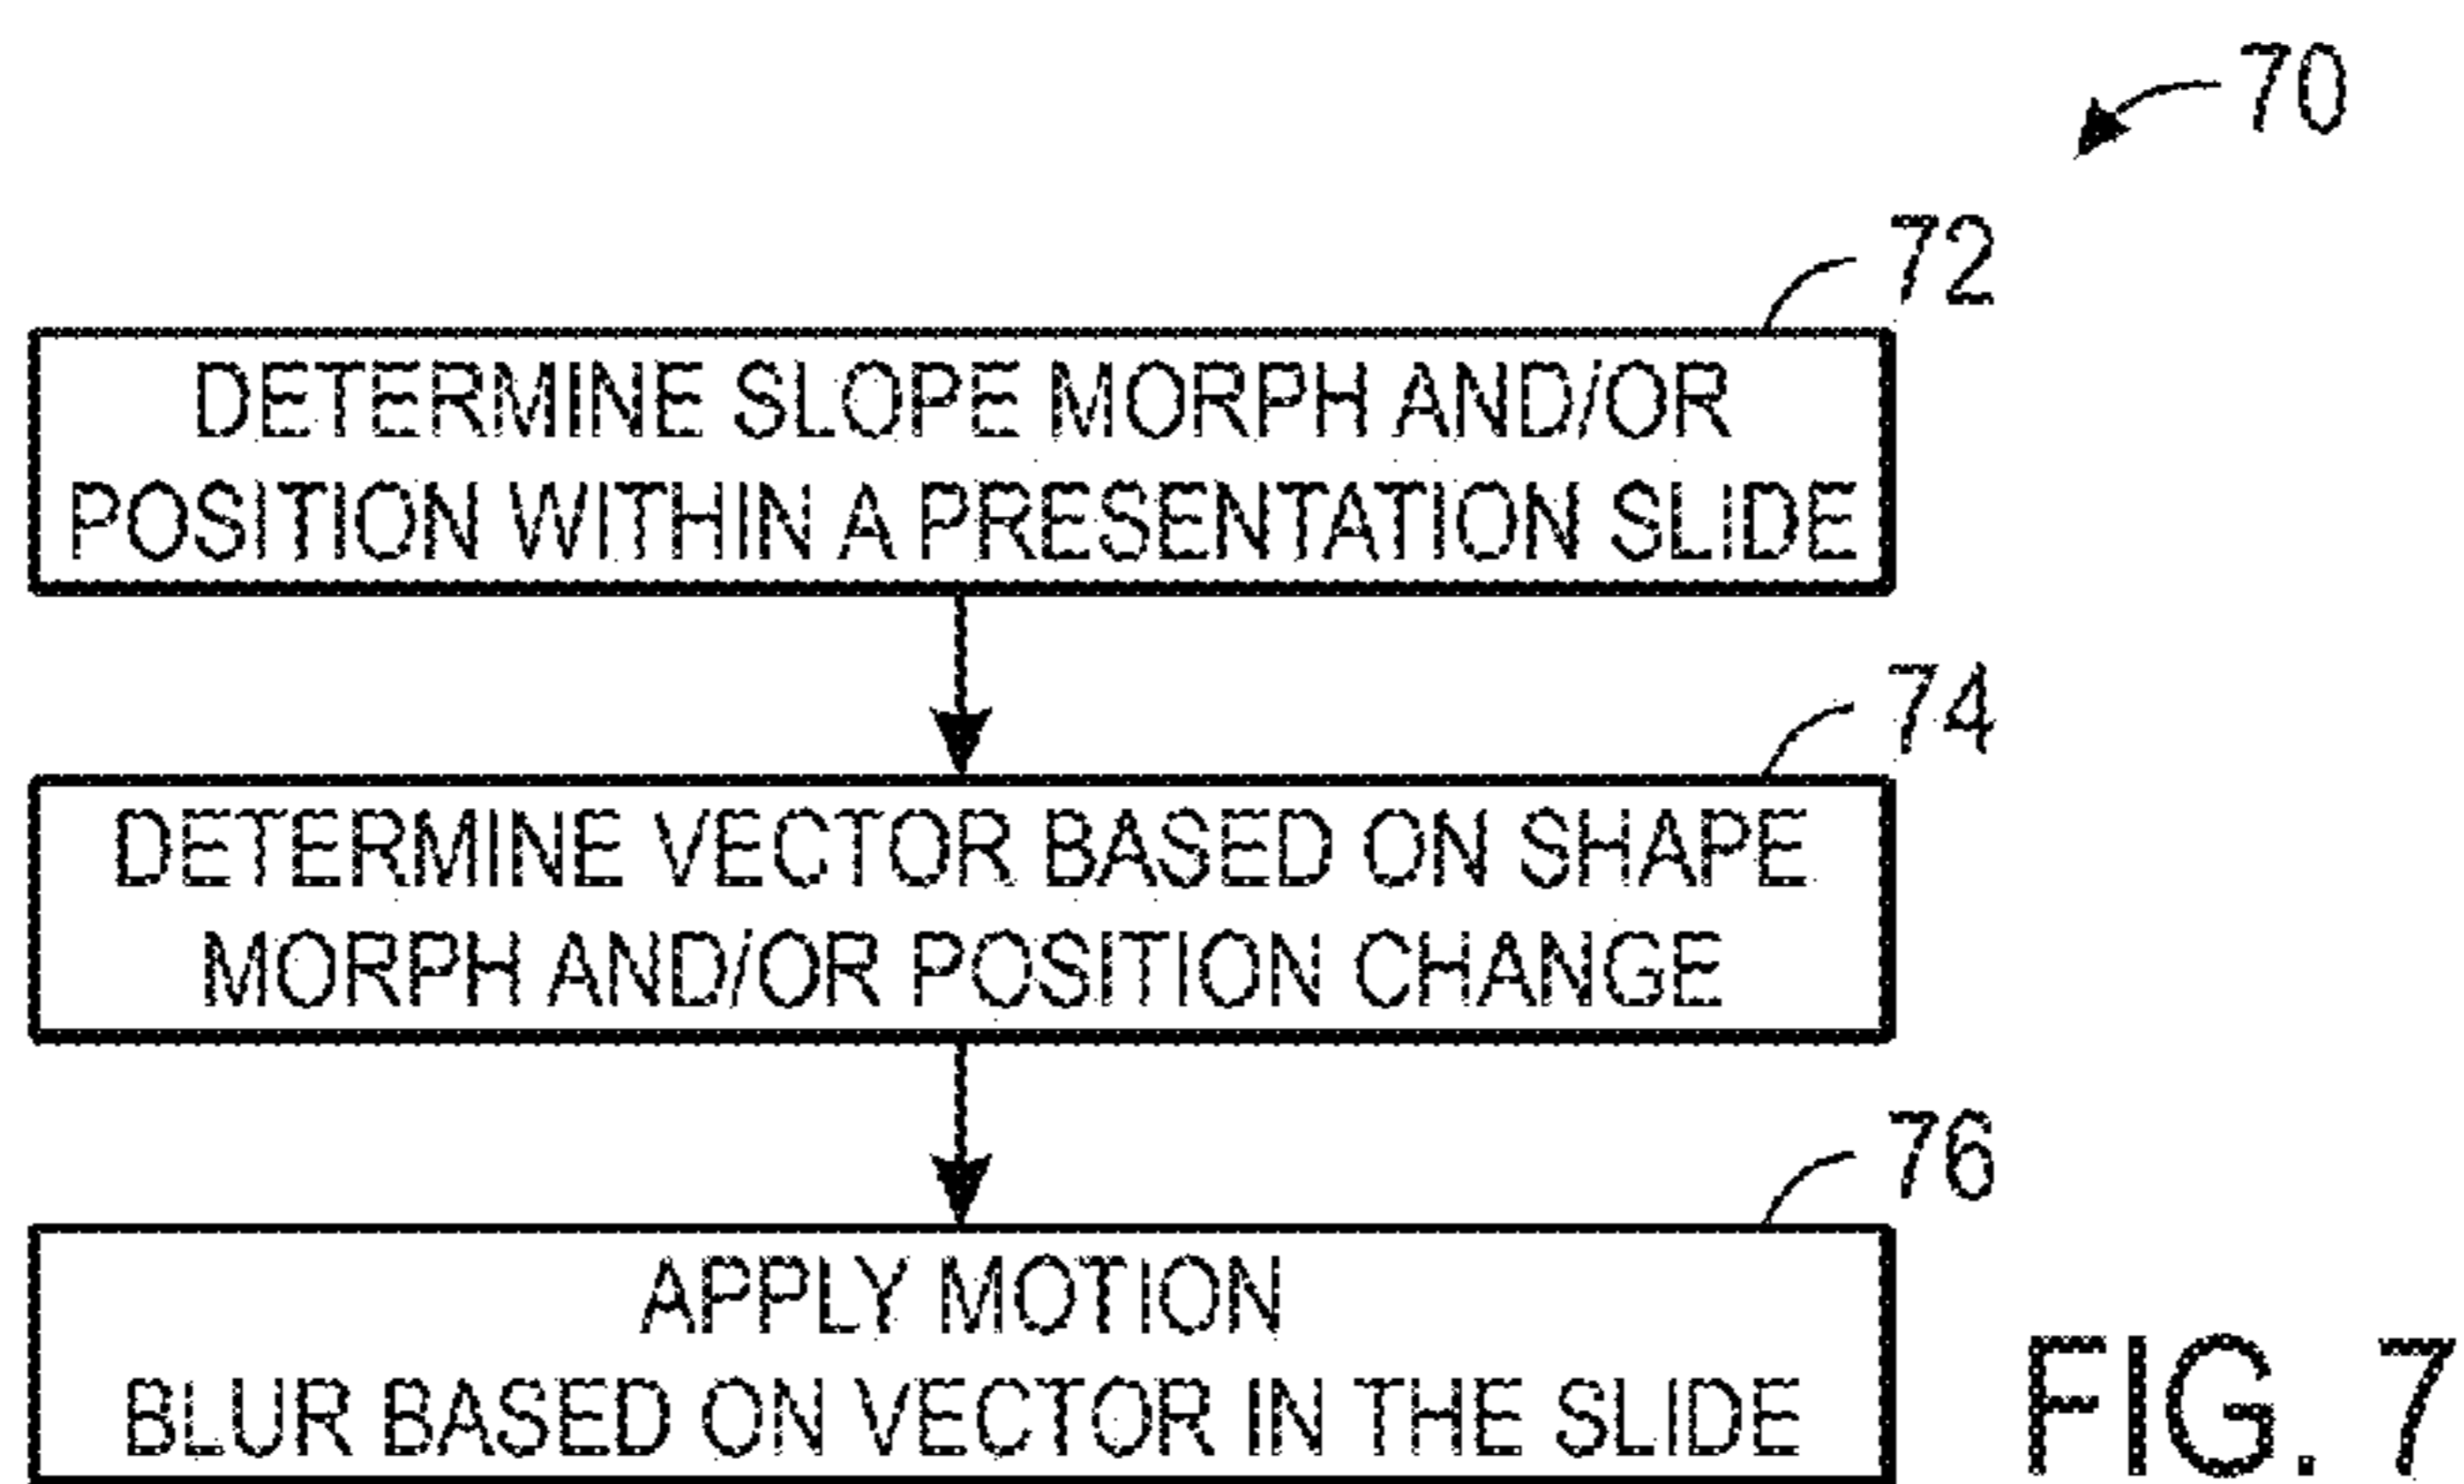 70
72
DETERMINE SLOPE MORPH AND/OR
POSITION WITHIN A PRESENTATION SLIDE
74
DETERMINE VECTOR BASED ON SHAPE
MORPH AND/OR POSITION CHANGE
76
APPLY MOTION
BLUR BASED ON VECTOR IN THE SLIDE
FIG. 7